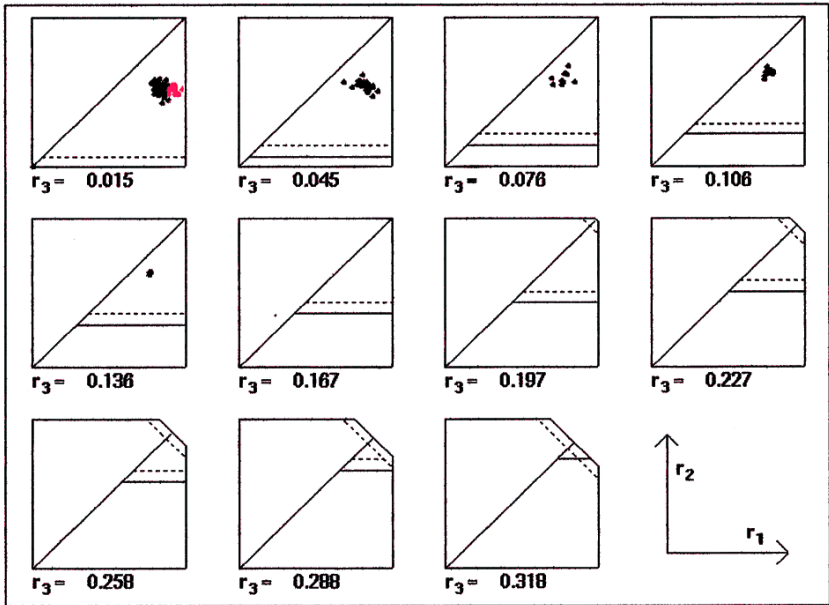 r3= 0.015 r3= 0.045 r3= 0.076 r3= 0.106
r3= 0.136 r3= 0.167 r3= 0.197 r3= 0.227
r2
r1
r3= 0.258 r3= 0.288 r3= 0.318